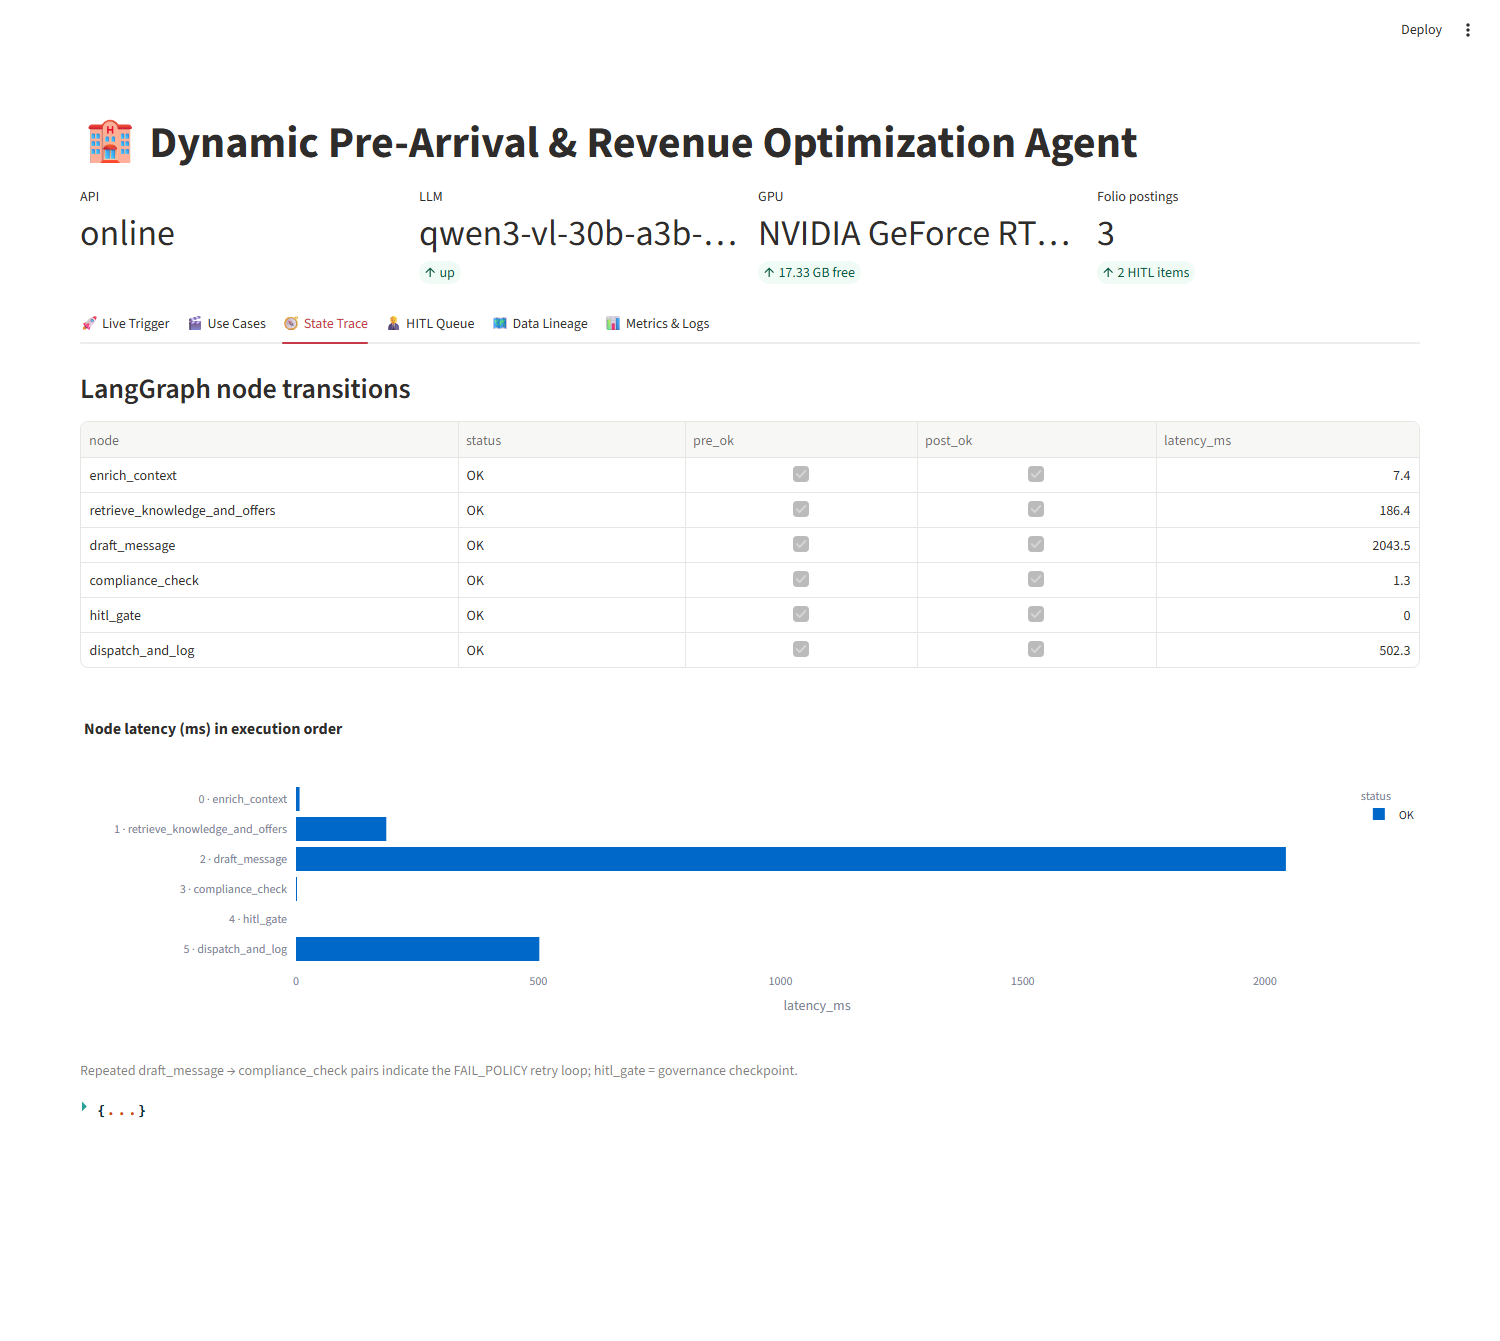 Deploy
Dynamic Pre-Arrival & Revenue Optimization Agent
API
LLM
GPU
Folio postings
online
qwen3-vl-30b-a3b-...
NVIDIA GeForce RT...
3
↑ up
↑ 17.33 GB free
↑ 2 HITL items
Live Trigger
Use Cases
State Trace
HITL Queue
Data Lineage
Metrics & Logs
LangGraph node transitions
node status pre_ok post_ok latency_ms
enrich_context OK 7.4
retrieve_knowledge_and_offers OK 186.4
draft_message OK 2043.5
compliance_check OK 1.3
hitl_gate OK 0
dispatch_and_log OK 502.3
Node latency (ms) in execution order
status
OK
0 · enrich_context
1 · retrieve_knowledge_and_offers
2 · draft_message
3 · compliance_check
4 · hitl_gate
5 · dispatch_and_log
0 500 1000 1500 2000
latency_ms
Repeated draft_message → compliance_check pairs indicate the FAIL_POLICY retry loop; hitl_gate = governance checkpoint.
{...}